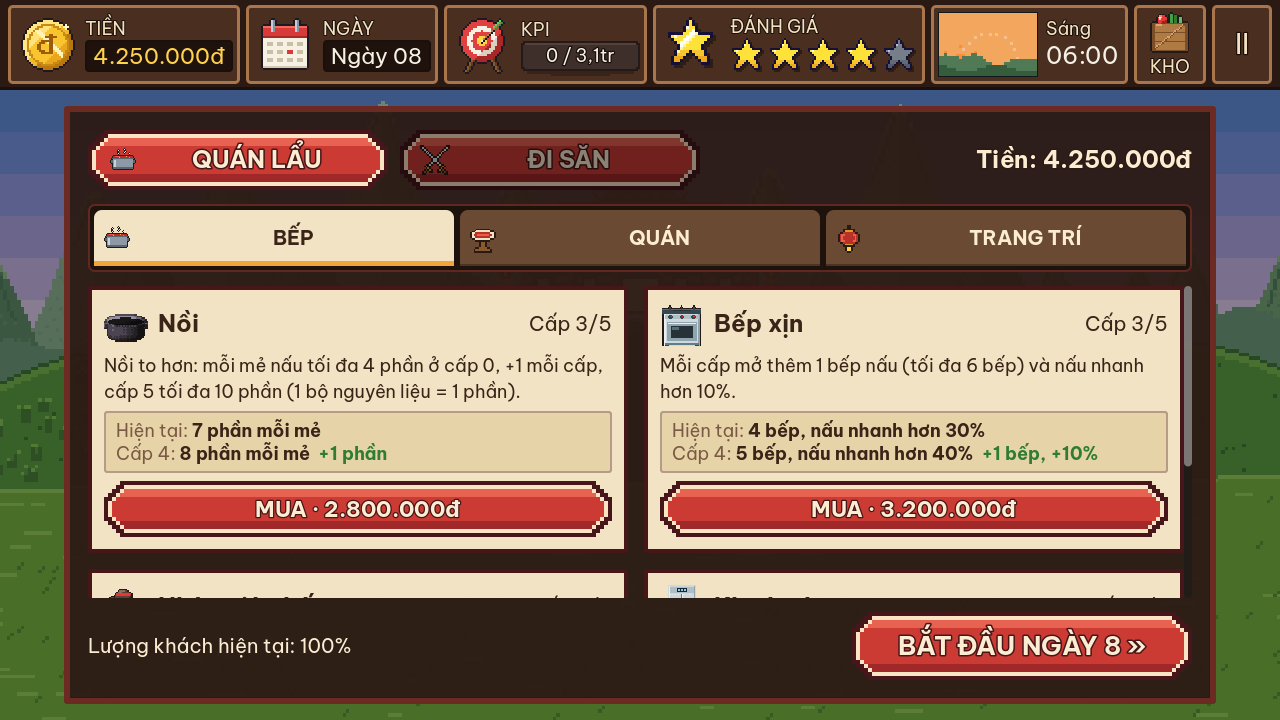 TIỀN
4.250.000đ
NGÀY
Ngày 08
KPI
0 / 3,1tr
ĐÁNH GIÁ
Sáng
06:00
KHO
QUÁN LẨU
ĐI SĂN
Tiền: 4.250.000đ
BẾP
QUÁN
TRANG TRÍ
Nồi
Cấp 3/5
Nồi to hơn: mỗi mẻ nấu tối đa 4 phần ở cấp 0, +1 mỗi cấp,
cấp 5 tối đa 10 phần (1 bộ nguyên liệu = 1 phần).
Hiện tại: 7 phần mỗi mẻ
Cấp 4: 8 phần mỗi mẻ +1 phần
MUA · 2.800.000đ
Bếp xịn
Cấp 3/5
Mỗi cấp mở thêm 1 bếp nấu (tối đa 6 bếp) và nấu nhanh
hơn 10%.
Hiện tại: 4 bếp, nấu nhanh hơn 30%
Cấp 4: 5 bếp, nấu nhanh hơn 40% +1 bếp, +10%
MUA · 3.200.000đ
Lượng khách hiện tại: 100%
BẮT ĐẦU NGÀY 8 »